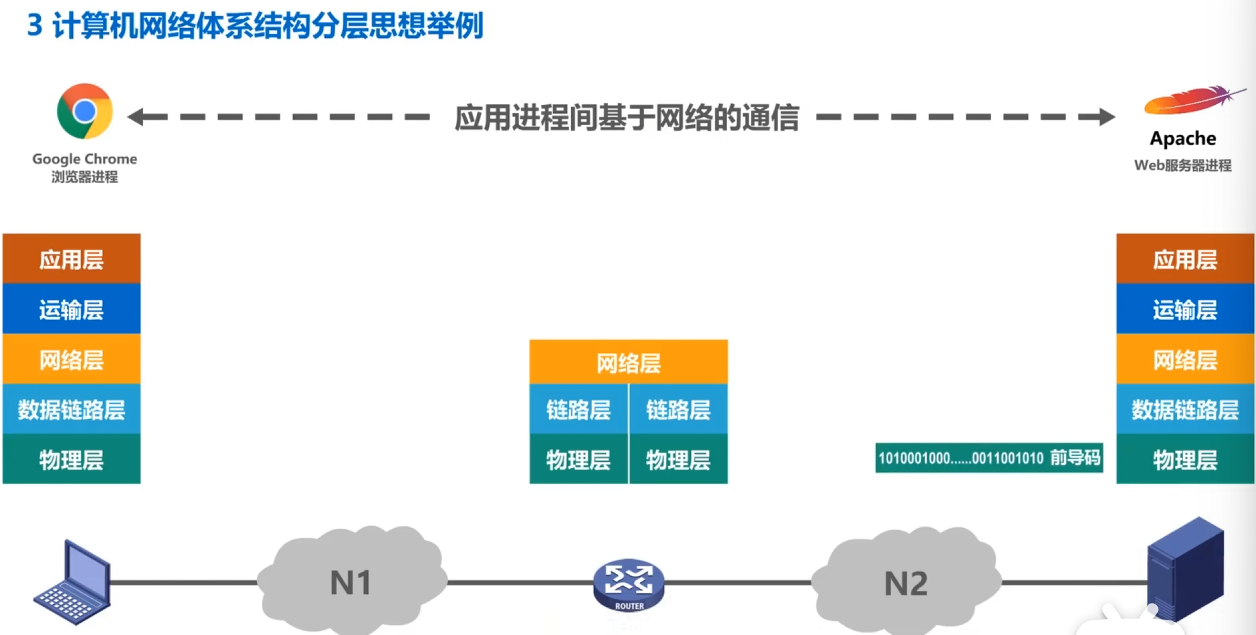 3 计算机网络体系结构分层思想举例
应用进程间基于网络的通信
Google Chrome
浏览器进程
Apache
Web服务器进程
应用层
运输层
网络层
数据链路层
物理层
网络层
链路层 链路层
物理层 物理层
1010001000......0011001010 前导码
应用层
运输层
网络层
数据链路层
物理层
N1
ROUTER
N2